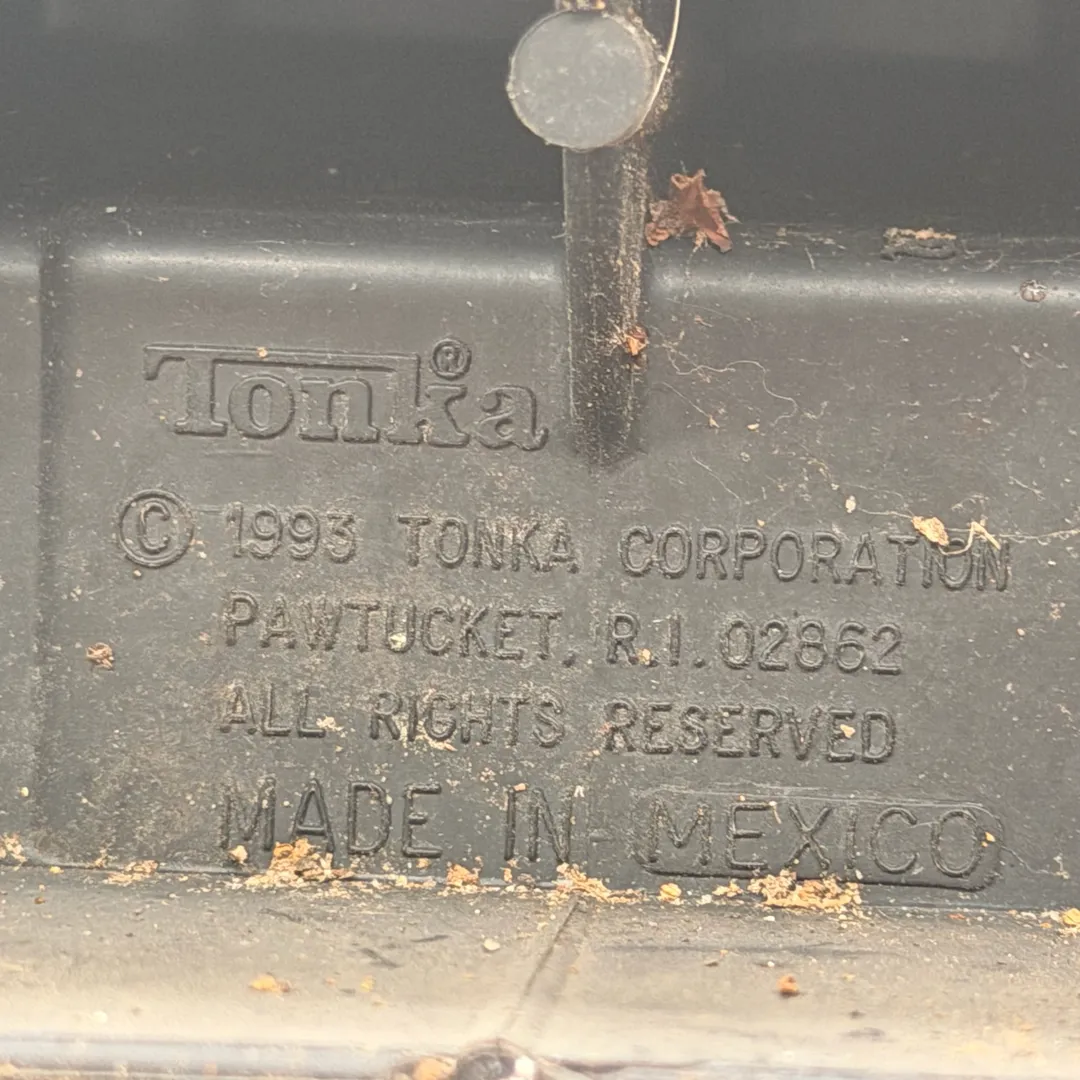 Tonka®
© 1993 TONKA CORPORATION
PAWTUCKET, R.I. 02862
ALL RIGHTS RESERVED
MADE IN MEXICO